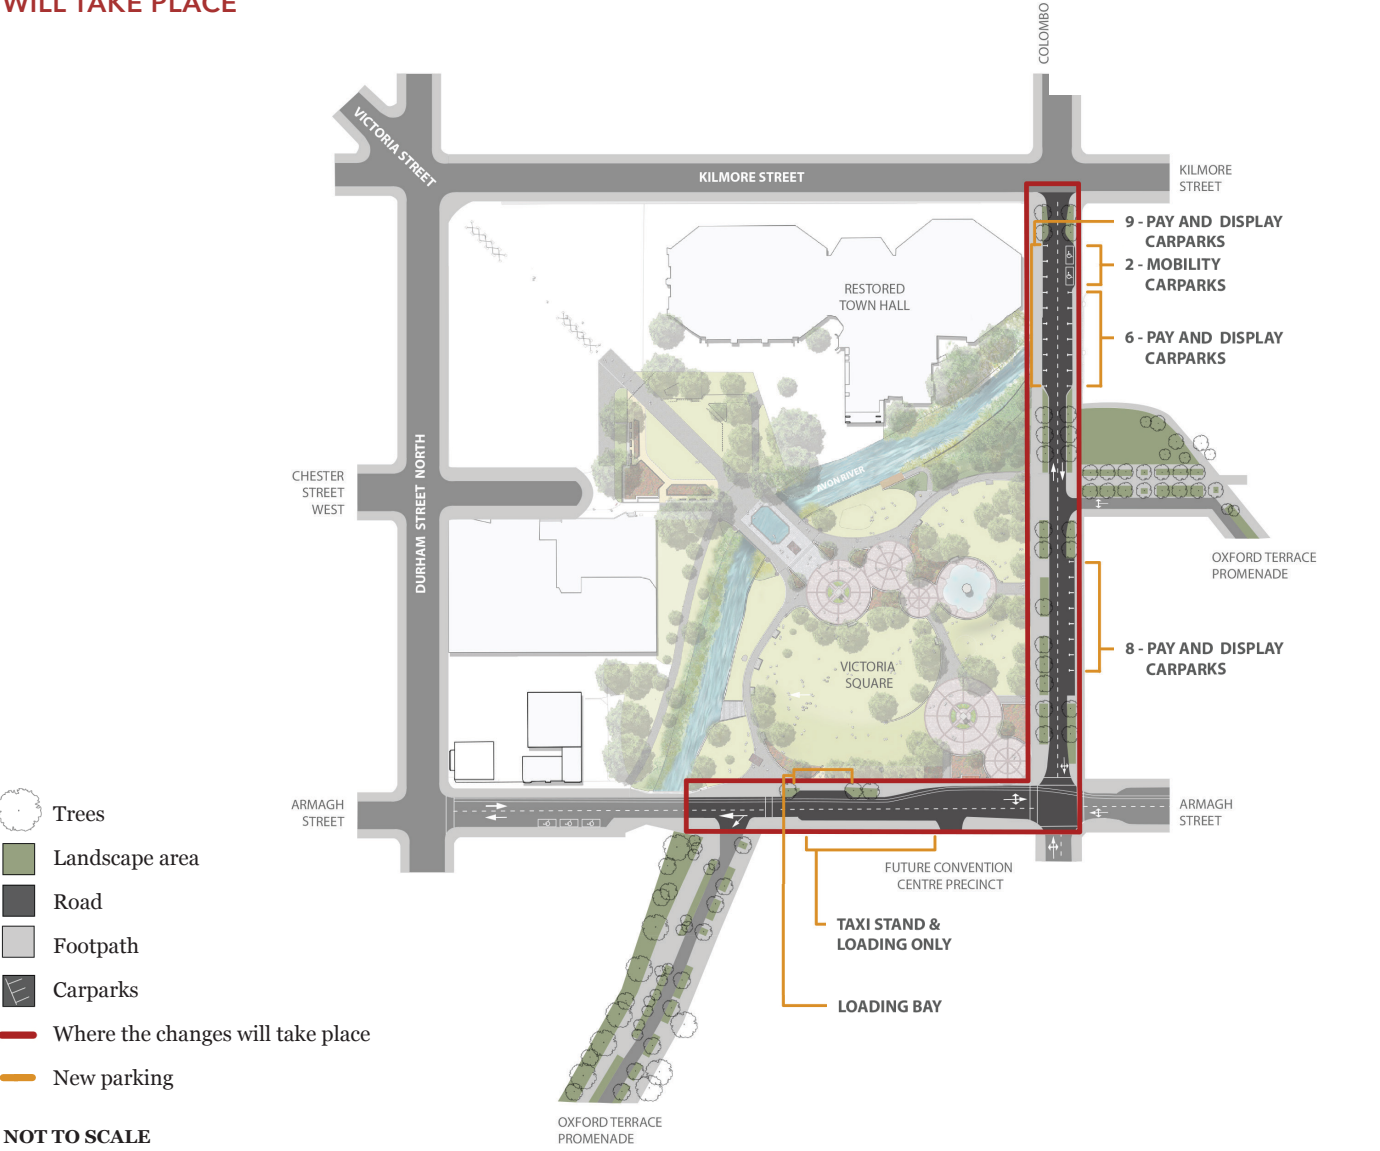 WILL TAKE PLACE
COLOMBO
VICTORIA STREET
KILMORE STREET
KILMORE
STREET
9 - PAY AND DISPLAY
CARPARKS
2 - MOBILITY
CARPARKS
RESTORED
TOWN HALL
6 - PAY AND DISPLAY
CARPARKS
CHESTER
STREET
WEST
DURHAM STREET NORTH
AVON RIVER
OXFORD TERRACE
PROMENADE
8 - PAY AND DISPLAY
CARPARKS
VICTORIA
SQUARE
ARMAGH
STREET
ARMAGH
STREET
FUTURE CONVENTION
CENTRE PRECINCT
TAXI STAND &
LOADING ONLY
LOADING BAY
Trees
Landscape area
Road
Footpath
Carparks
Where the changes will take place
New parking
OXFORD TERRACE
PROMENADE
NOT TO SCALE